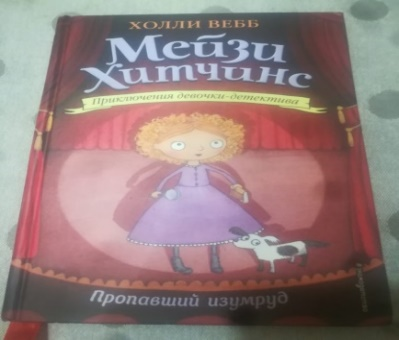 ХОЛЛИ ВЕББ
Мейзи
Хитчинс
Приключения девочки-детектива
Пропавший изумруд